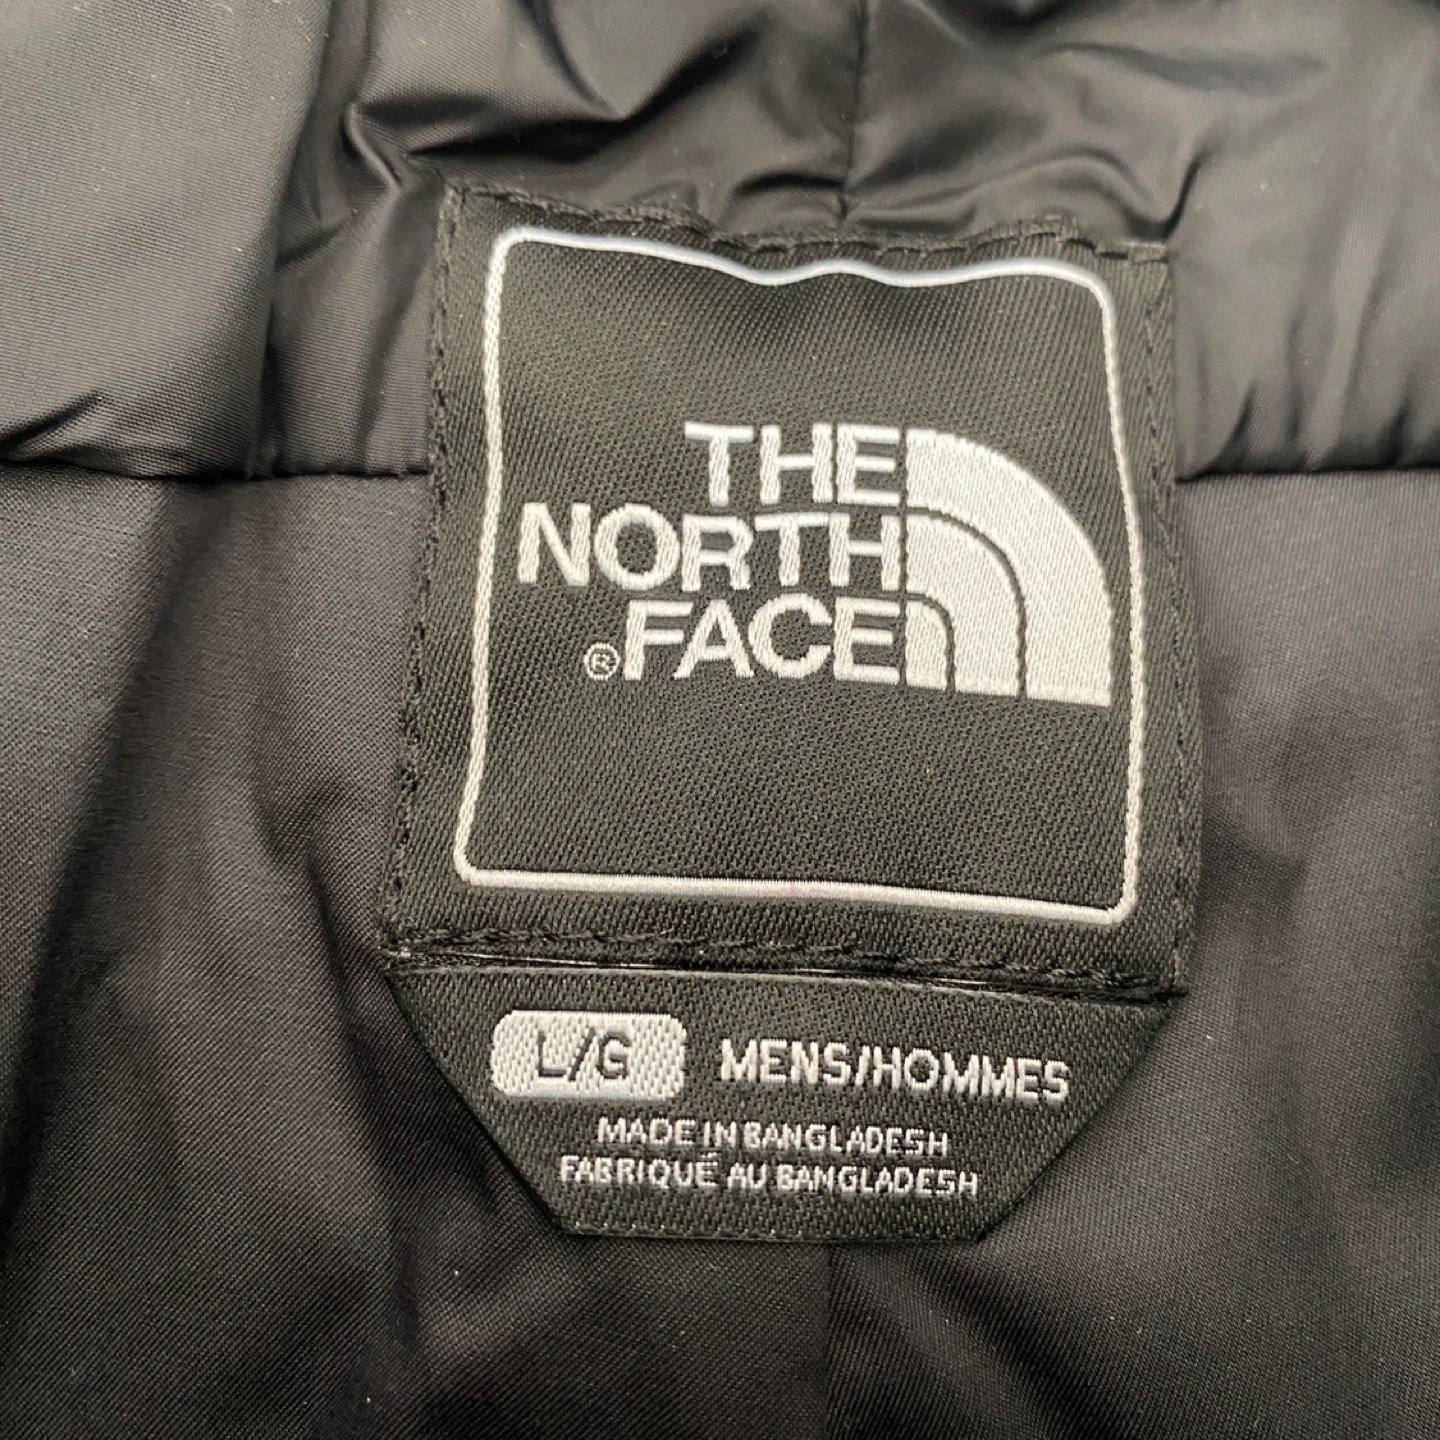 THE
NORTH
®FACE
L/G MENS/HOMMES
MADE IN BANGLADESH
FABRIQUÉ AU BANGLADESH